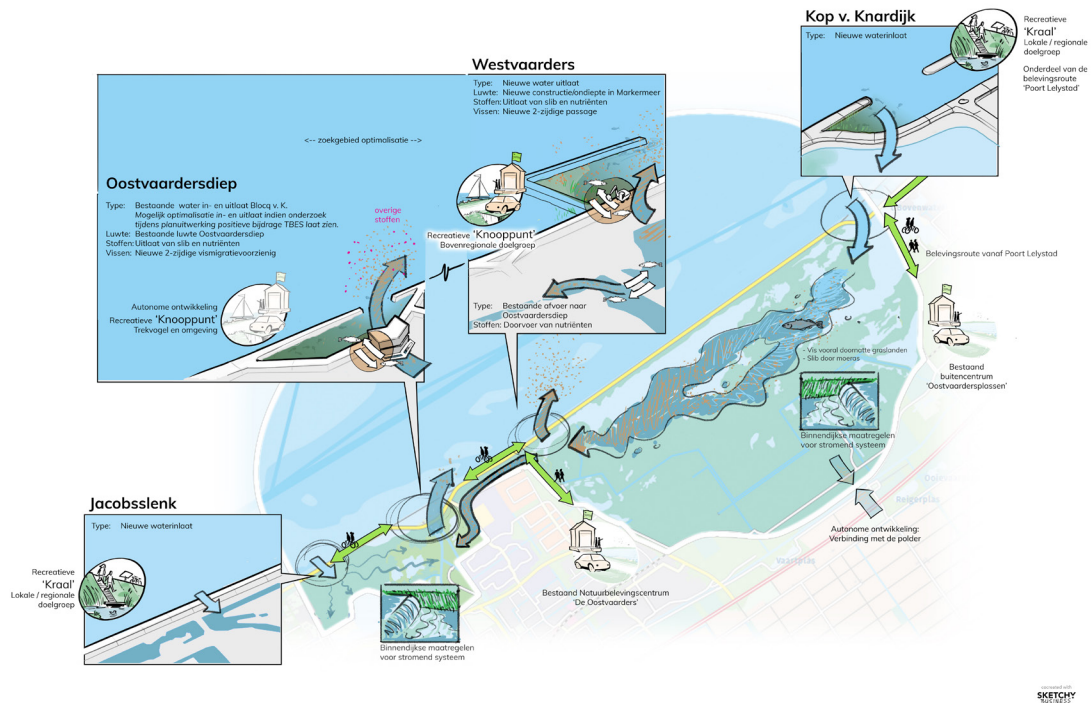 Kop v. Knardijk
Type: Nieuwe waterinlaat
Recreatieve
'Kraal'
Lokale / regionale
doelgroep
Onderdeel van de
belevingsroute
'Poort Lelystad'
Westvaarders
Type: Nieuwe water uitlaat
Luwte: Nieuwe constructie/ondiepte in Markermeer
Stoffen: Uitlaat van slib en nutriënten
Vissen: Nieuwe 2-zijdige passage
<-- zoekgebied optimalisatie -->
Oostvaardersdiep
Type: Bestaande water in- en uitlaat Blocq v. K.
Mogelijk optimalisatie in- en uitlaat indien onderzoek
tijdens planuitwerking positieve bijdrage TBES laat zien.
Luwte: Bestaande luwte Oostvaardersdiep
Stoffen: Uitlaat van slib en nutriënten
Vissen: Nieuwe 2-zijdige vismigratievoorzienig
overige
stoffen
Recreatieve 'Knooppunt'
Bovenregionale doelgroep
Autonome ontwikkeling
Recreatieve 'Knooppunt'
Trekvogel en omgeving
Type: Bestaande afvoer naar
Oostvaardersdiep
Stoffen: Doorvoer van nutriënten
Belevingsroute vanaf Poort Lelystad
- Vis vooral doormatte graslanden
- Slib door moeras
Bestaand
buitencentrum
'Oostvaardersplassen'
Binnendijkse maatregelen
voor stromend systeem
Reigerplas
Autonome ontwikkeling:
Verbinding met de polder
Vaartplas
Jacobsslenk
Type: Nieuwe waterinlaat
Recreatieve
'Kraal'
Lokale / regionale
doelgroep
Bestaand Natuurbelevingscentrum
'De Oostvaarders'
Binnendijkse maatregelen
voor stromend systeem
cocreated with
SKETCHY
BUSINESS